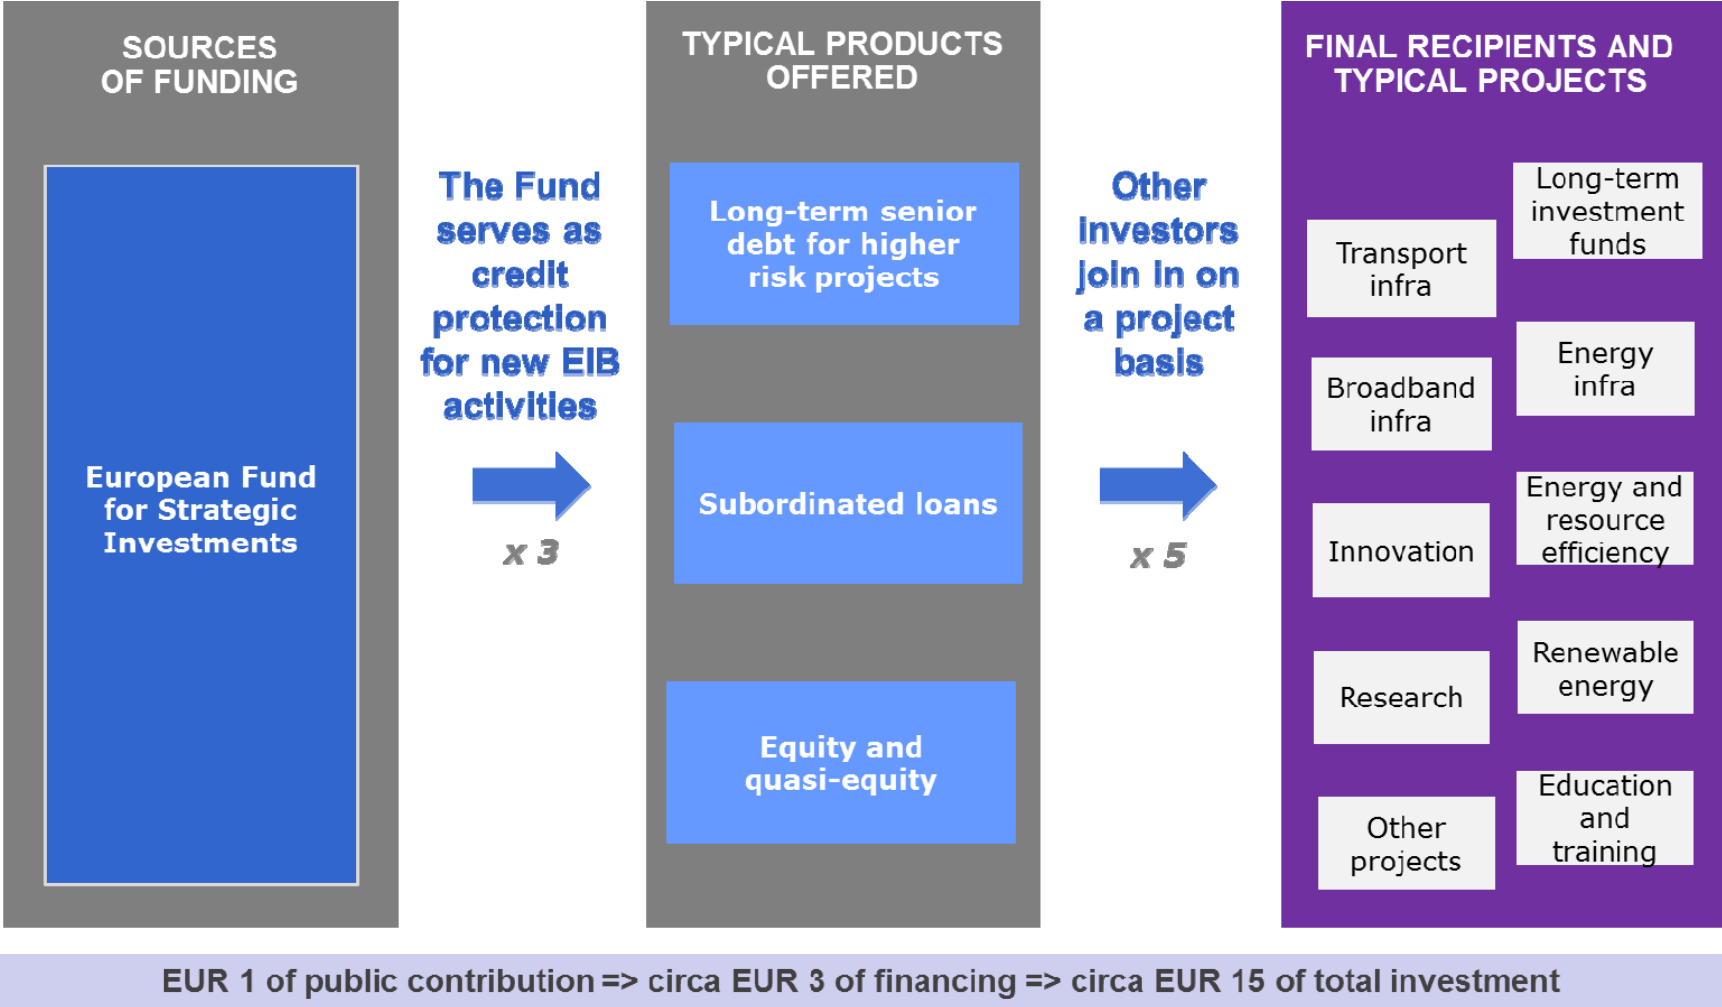 SOURCES
OF FUNDING
European Fund
for Strategic
Investments
The Fund
serves as
credit
protection
for new EIB
activities
x 3
TYPICAL PRODUCTS
OFFERED
Long-term senior
debt for higher
risk projects
Subordinated loans
Equity and
quasi-equity
Other
investors
join in on
a project
basis
x 5
FINAL RECIPIENTS AND
TYPICAL PROJECTS
Long-term
investment
funds
Transport
infra
Energy
infra
Broadband
infra
Energy and
resource
efficiency
Innovation
Renewable
energy
Research
Education
and
training
Other
projects
EUR 1 of public contribution => circa EUR 3 of financing => circa EUR 15 of total investment